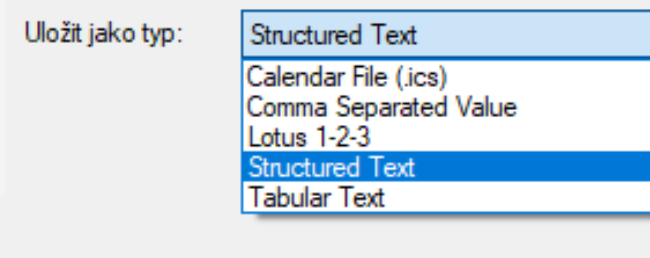 Uložit jako typ: Structured Text
Calendar File (.ics)
Comma Separated Value
Lotus 1-2-3
Structured Text
Tabular Text